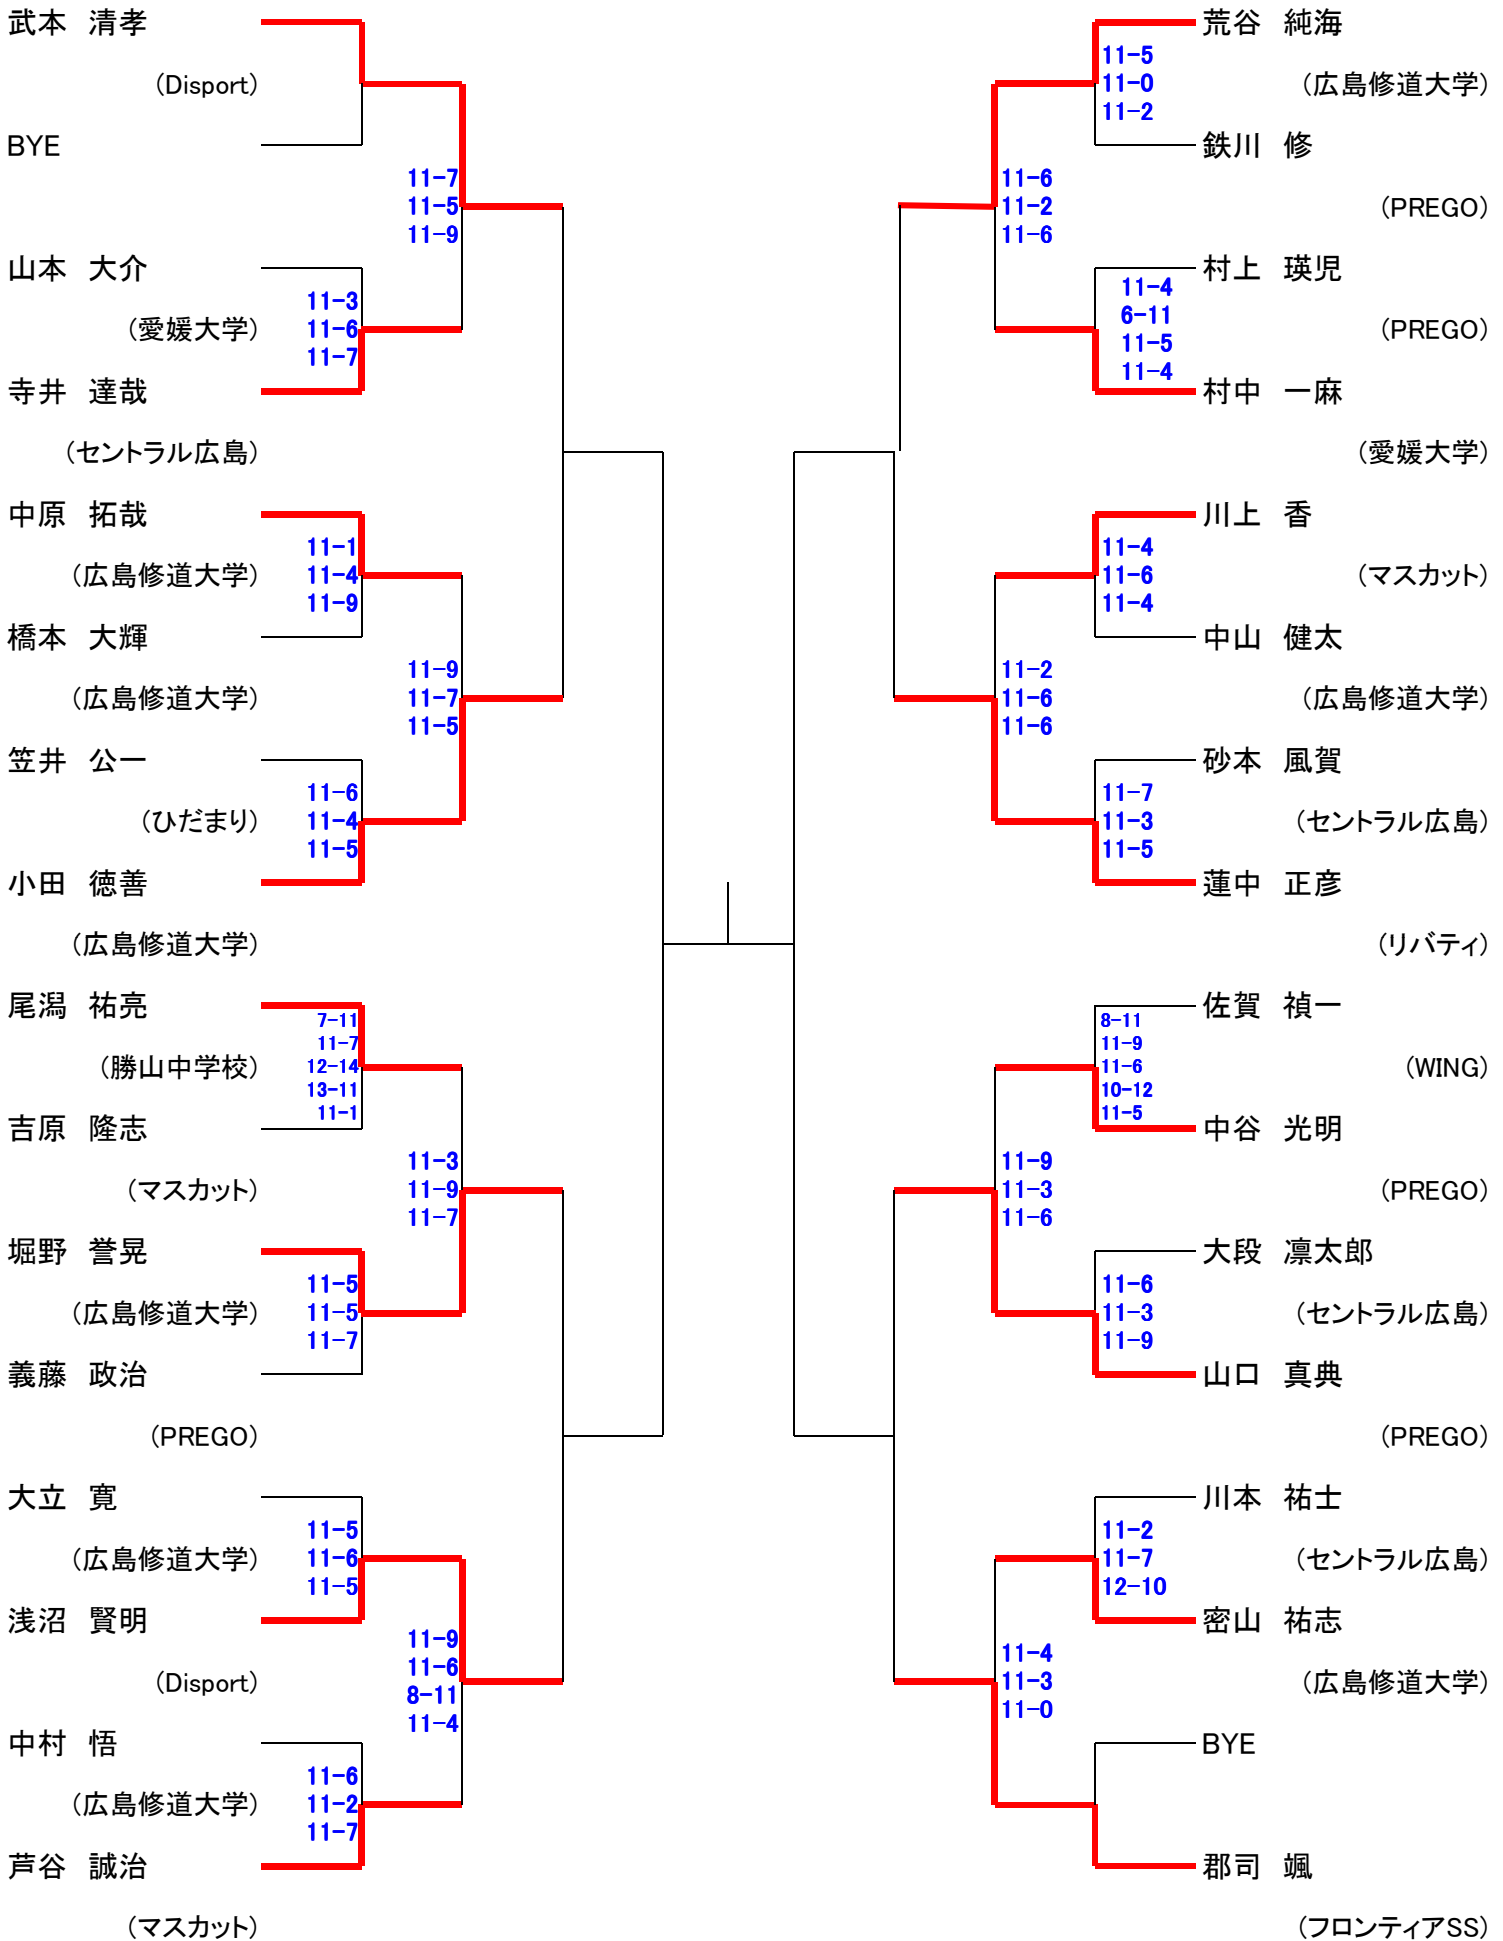 武本 清孝
(Disport)
BYE
11-7
11-5
11-9
山本 大介
(愛媛大学)
11-3
11-6
11-7
寺井 達哉
(セントラル広島)
中原 拓哉
(広島修道大学)
11-1
11-4
11-9
橋本 大輝
(広島修道大学)
11-9
11-7
11-5
笠井 公一
(ひだまり)
11-6
11-4
11-5
小田 徳善
(広島修道大学)
尾潟 祐亮
(勝山中学校)
7-11
11-7
12-14
13-11
11-1
吉原 隆志
(マスカット)
11-3
11-9
11-7
堀野 誉晃
(広島修道大学)
11-5
11-5
11-7
義藤 政治
(PREGO)
大立 寛
(広島修道大学)
11-5
11-6
11-5
浅沼 賢明
(Disport)
11-9
11-6
8-11
11-4
中村 悟
(広島修道大学)
11-6
11-2
11-7
芦谷 誠治
(マスカット)
荒谷 純海
11-5
11-0
11-2
(広島修道大学)
鉄川 修
11-6
11-2
11-6
(PREGO)
村上 瑛児
11-4
6-11
11-5
11-4
(PREGO)
村中 一麻
(愛媛大学)
川上 香
11-4
11-6
11-4
(マスカット)
中山 健太
11-2
11-6
11-6
(広島修道大学)
砂本 風賀
11-7
11-3
11-5
(セントラル広島)
蓮中 正彦
(リバティ)
佐賀 禎一
8-11
11-9
11-6
10-12
11-5
(WING)
中谷 光明
11-9
11-3
11-6
(PREGO)
大段 凛太郎
11-6
11-3
11-9
(セントラル広島)
山口 真典
(PREGO)
川本 祐士
11-2
11-7
12-10
(セントラル広島)
密山 祐志
11-4
11-3
11-0
(広島修道大学)
BYE
郡司 颯
(フロンティアSS)